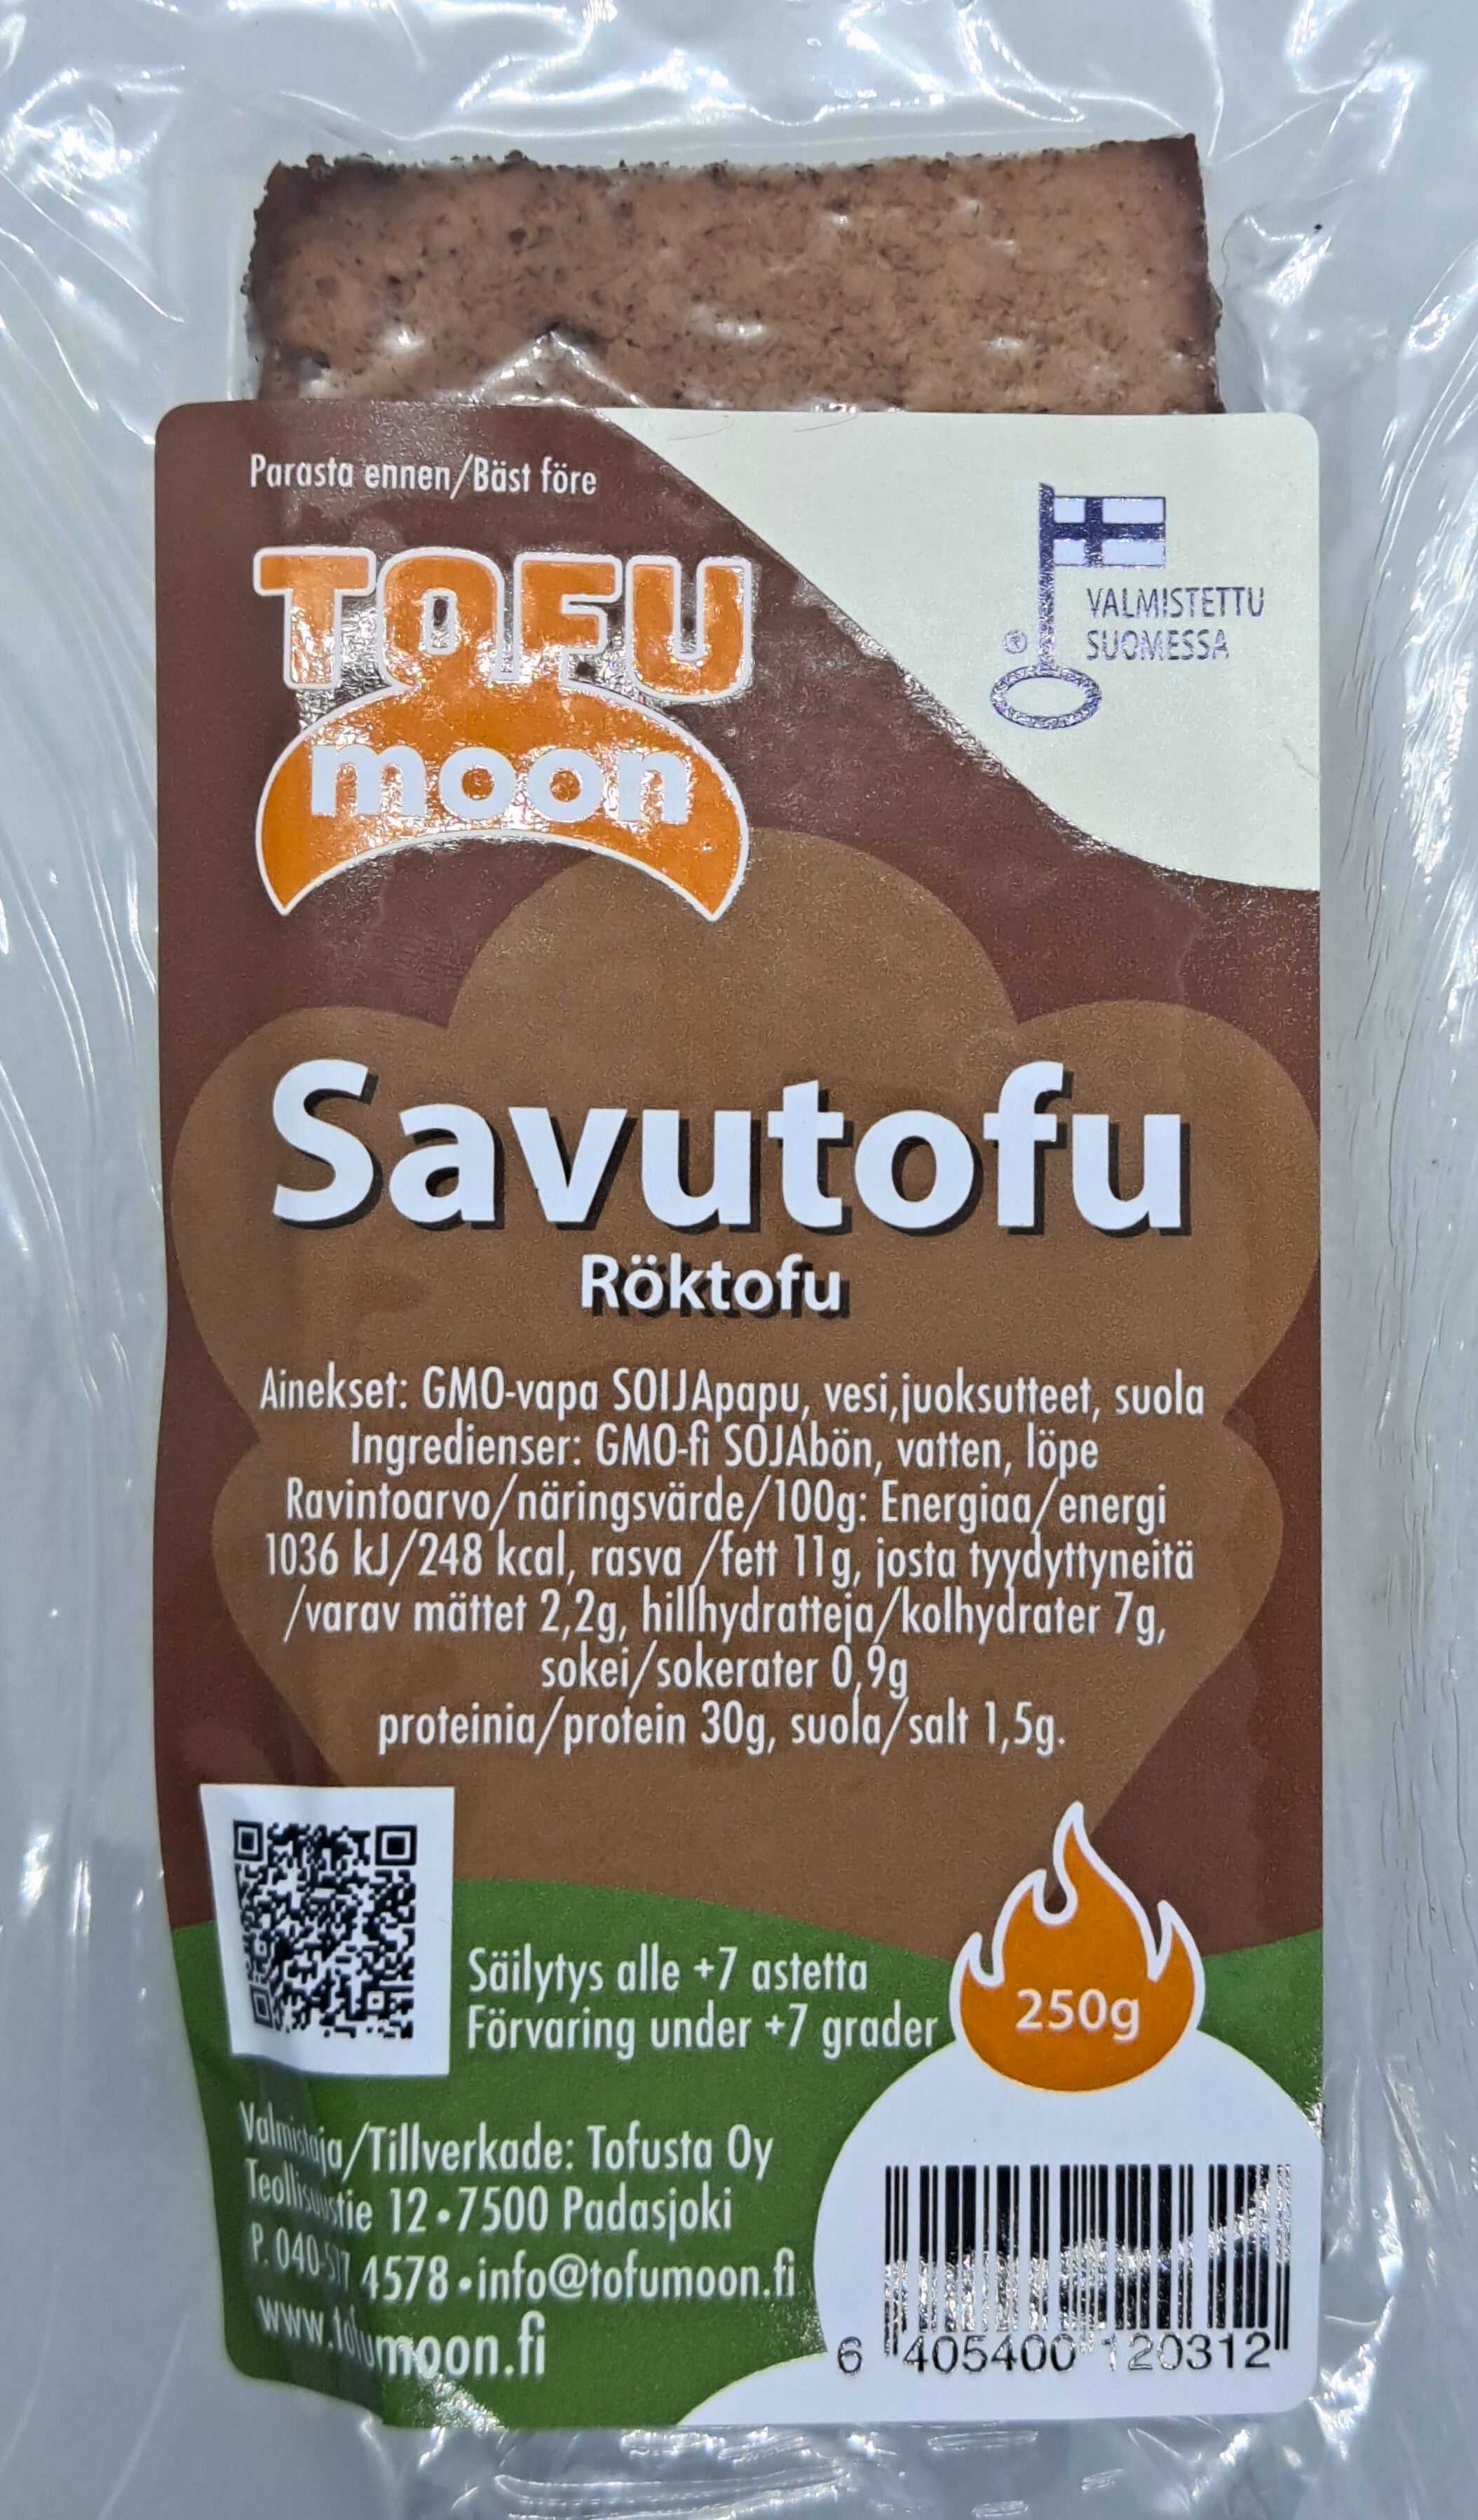 Parasta ennen/Bäst före
TOFU
moon
VALMISTETTU
SUOMESSA
®
Savutofu
Röktofu
Ainekset: GMO-vapa SOIJApapu, vesi,juoksutteet, suola
Ingredienser: GMO-fi SOJAbön, vatten, löpe
Ravintoarvo/näringsvärde/100g: Energiaa/energi
1036 kJ/248 kcal, rasva /fett 11g, josta tyydyttyneitä
/varav mättet 2,2g, hillhydratteja/kolhydrater 7g,
sokei/sokerater 0,9g
proteinia/protein 30g, suola/salt 1,5g.
Säilytys alle +7 astetta
Förvaring under +7 grader
250g
Valmistaja/Tillverkade: Tofusta Oy
Teollisuustie 12•7500 Padasjoki
P. 040-517 4578•info@tofumoon.fi
www.tofumoon.fi
6 405400 120312